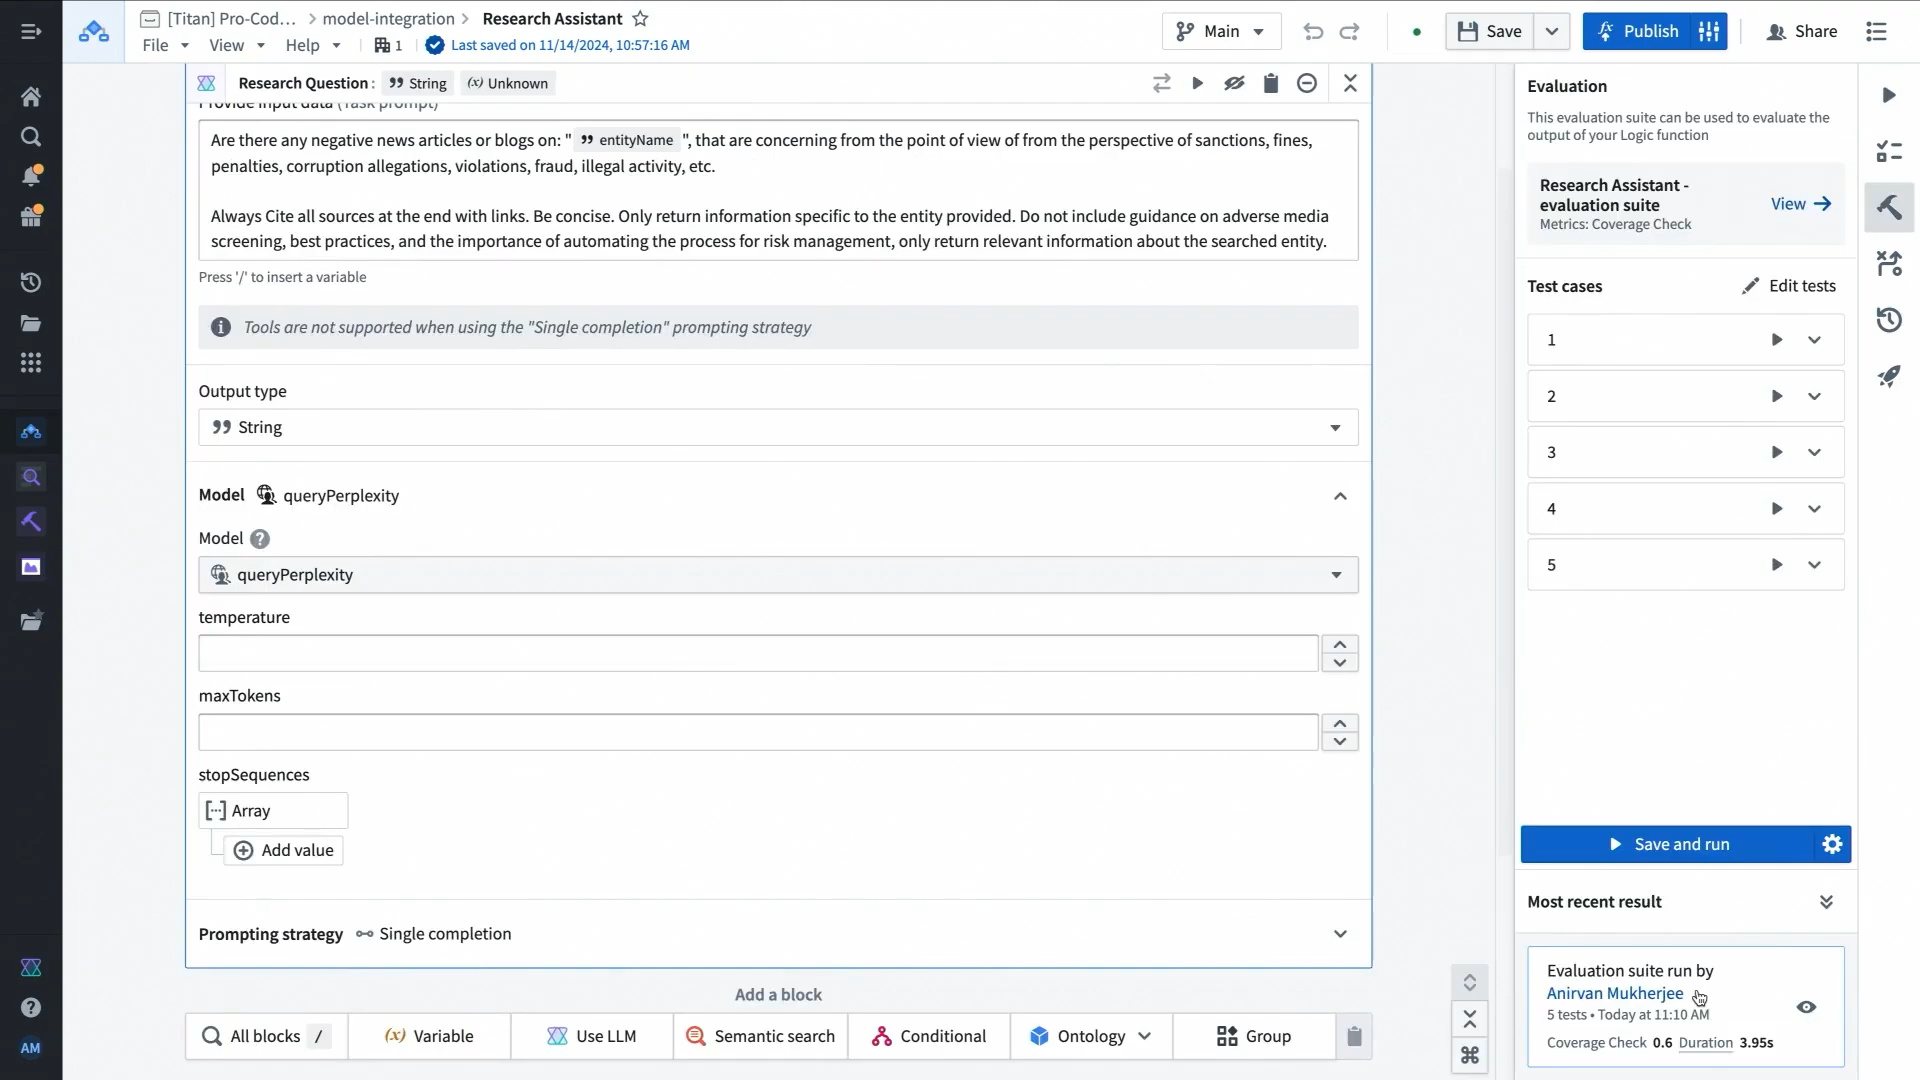 [Titan] Pro-Cod... > model-integration > Research Assistant
File View Help 1 Last saved on 11/14/2024, 10:57:16 AM
Main
Save
Publish
Share
Research Question : String (x) Unknown
Provide input data (Task prompt)
Are there any negative news articles or blogs on: " entityName ", that are concerning from the point of view of from the perspective of sanctions, fines,
penalties, corruption allegations, violations, fraud, illegal activity, etc.
Always Cite all sources at the end with links. Be concise. Only return information specific to the entity provided. Do not include guidance on adverse media
screening, best practices, and the importance of automating the process for risk management, only return relevant information about the searched entity.
Press '/' to insert a variable
Tools are not supported when using the "Single completion" prompting strategy
Output type
String
Model queryPerplexity
Model
queryPerplexity
temperature
maxTokens
stopSequences
Array
Add value
Prompting strategy Single completion
Add a block
All blocks /
(x) Variable
Use LLM
Semantic search
Conditional
Ontology
Group
Evaluation
This evaluation suite can be used to evaluate the
output of your Logic function
Research Assistant -
evaluation suite
Metrics: Coverage Check
View
Test cases
Edit tests
1
2
3
4
5
Save and run
Most recent result
Evaluation suite run by
Anirvan Mukherjee
5 tests • Today at 11:10 AM
Coverage Check 0.6 Duration 3.95s
AM